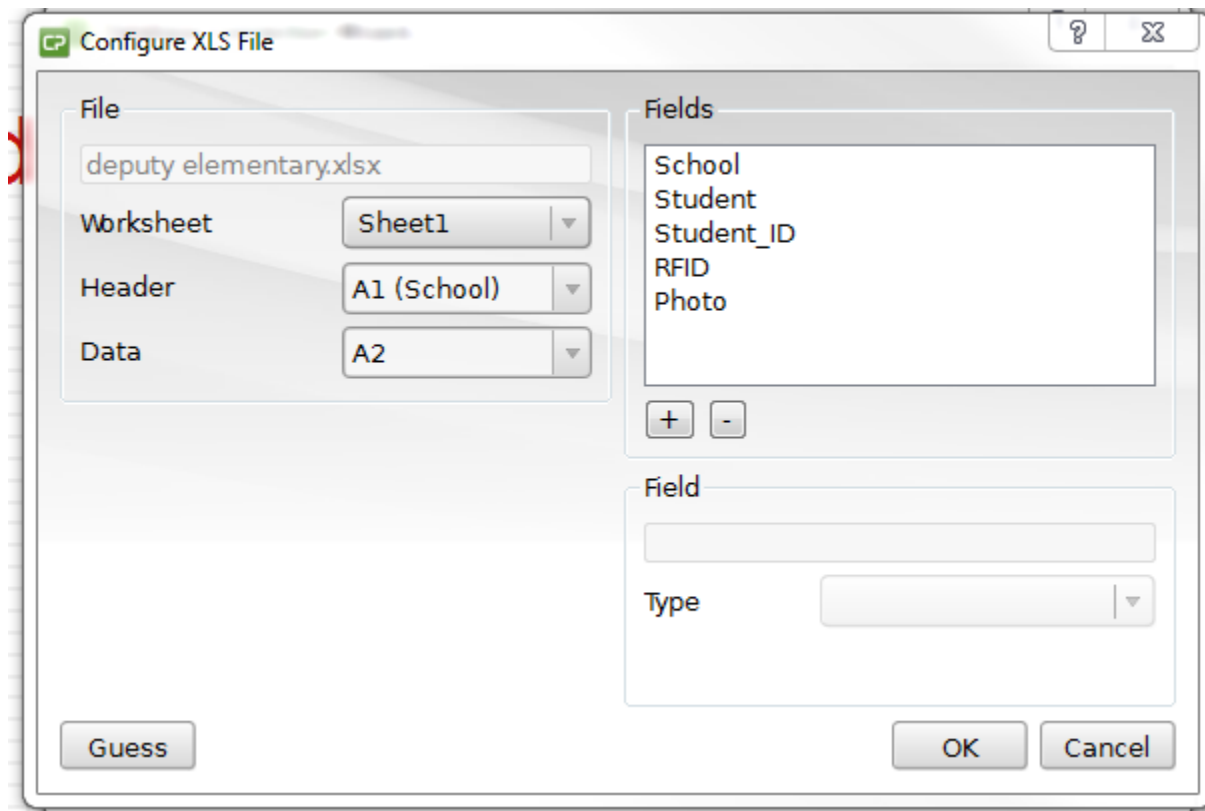 CP Configure XLS File
File
deputy elementary.xlsx
Worksheet Sheet1
Header A1 (School)
Data A2
Fields
School
Student
Student_ID
RFID
Photo
+ -
Field
Type
Guess OK Cancel